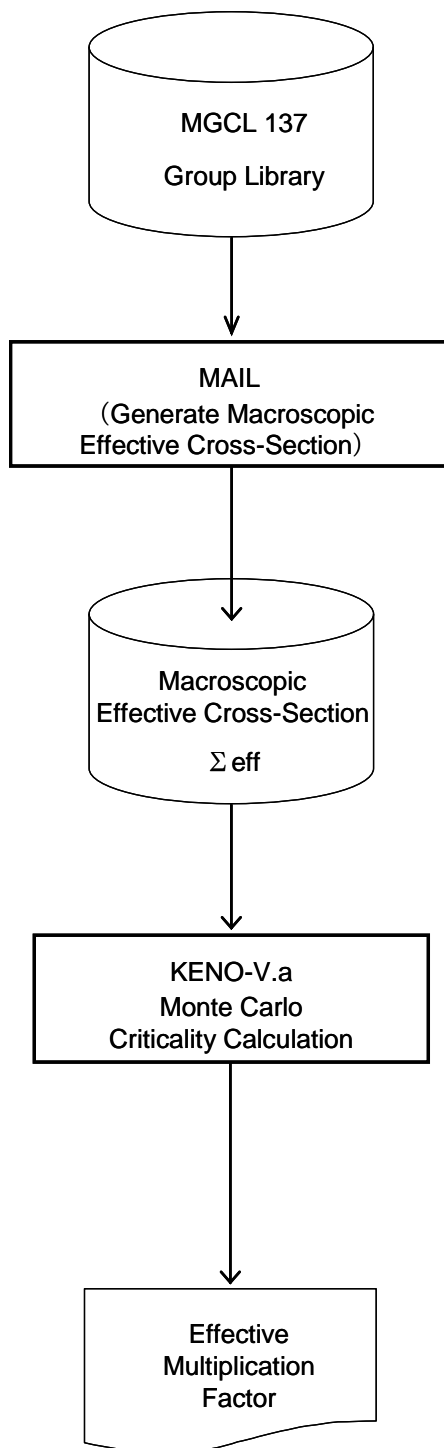 MGCL 137
Group Library
MAIL
（Generate Macroscopic
Effective Cross-Section）
Macroscopic
Effective Cross-Section
Σeff
KENO-V.a
Monte Carlo
Criticality Calculation
Effective
Multiplication
Factor